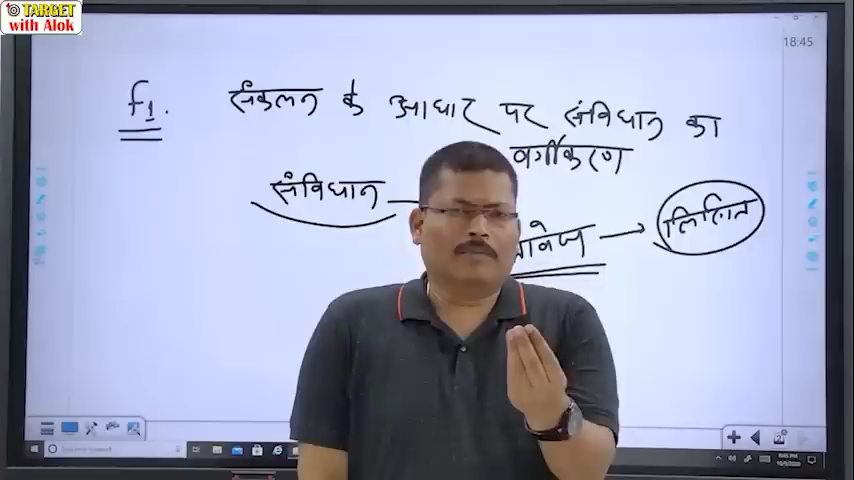 TARGET
with Alok
18:45
f1. संकलन के आधार पर संविधान का
वर्गीकरण
संविधान
लिखित